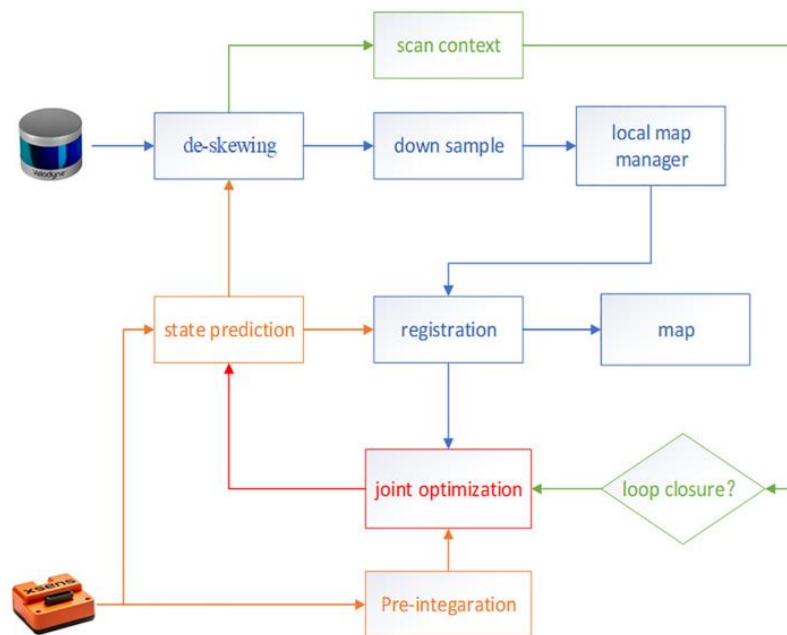 scan context
Velodyne
de-skewing
down sample
local map
manager
state prediction
registration
map
joint optimization
loop closure?
xsens
Pre-integaration